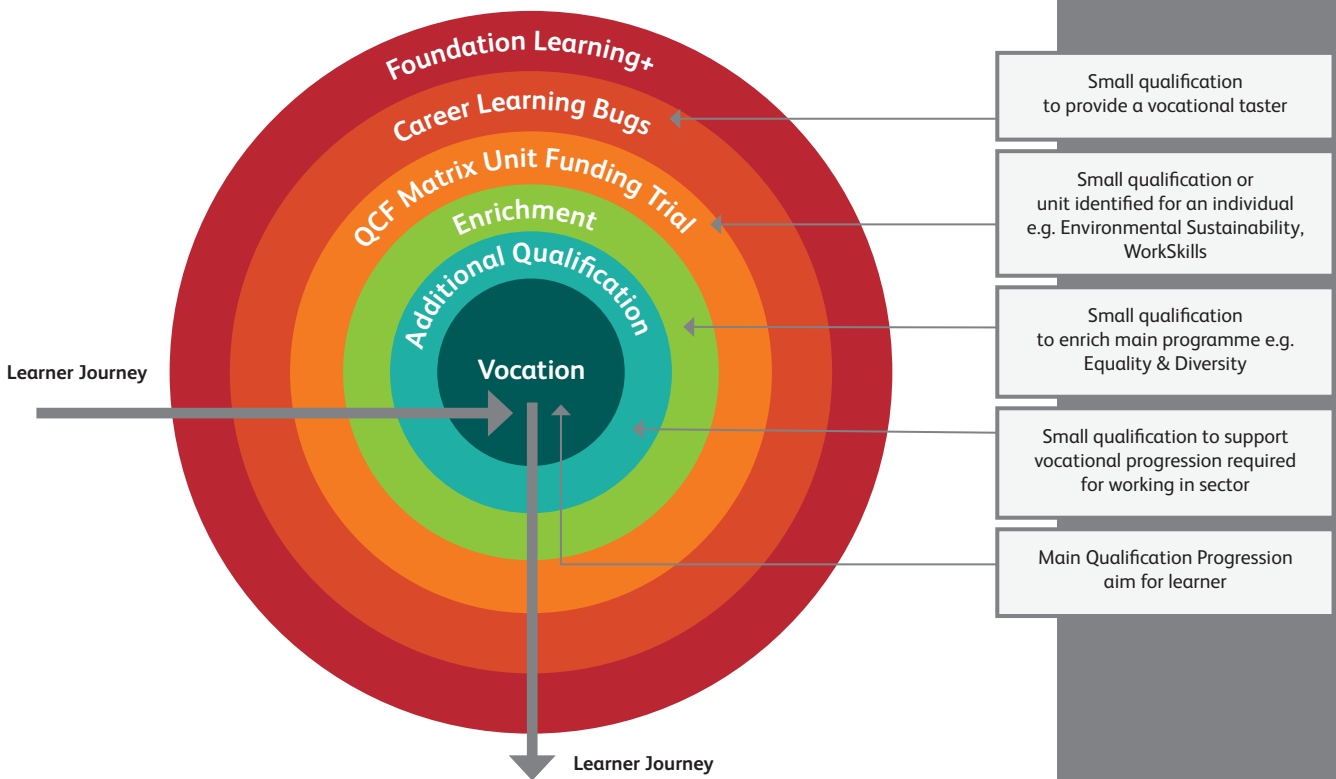 Foundation Learning+
Career Learning Bugs
QCF Matrix Unit Funding Trial
Enrichment
Additional Qualification
Vocation
Learner Journey
Learner Journey
Small qualification
to provide a vocational taster
Small qualification or
unit identified for an individual
e.g. Environmental Sustainability,
WorkSkills
Small qualification
to enrich main programme e.g.
Equality & Diversity
Small qualification to support
vocational progression required
for working in sector
Main Qualification Progression
aim for learner